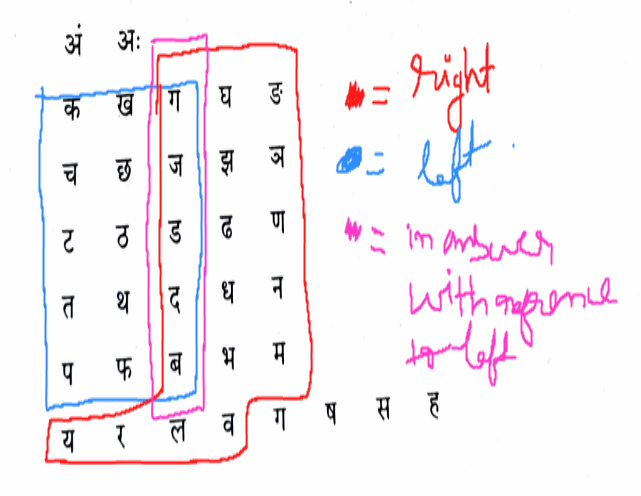 अं अः
क ख ग घ ङ
च छ ज झ ञ
ट ठ ड ढ ण
त थ द ध न
प फ ब भ म
य र ल व ग ष स ह
= right
= left.
= in answer
with reference
to left